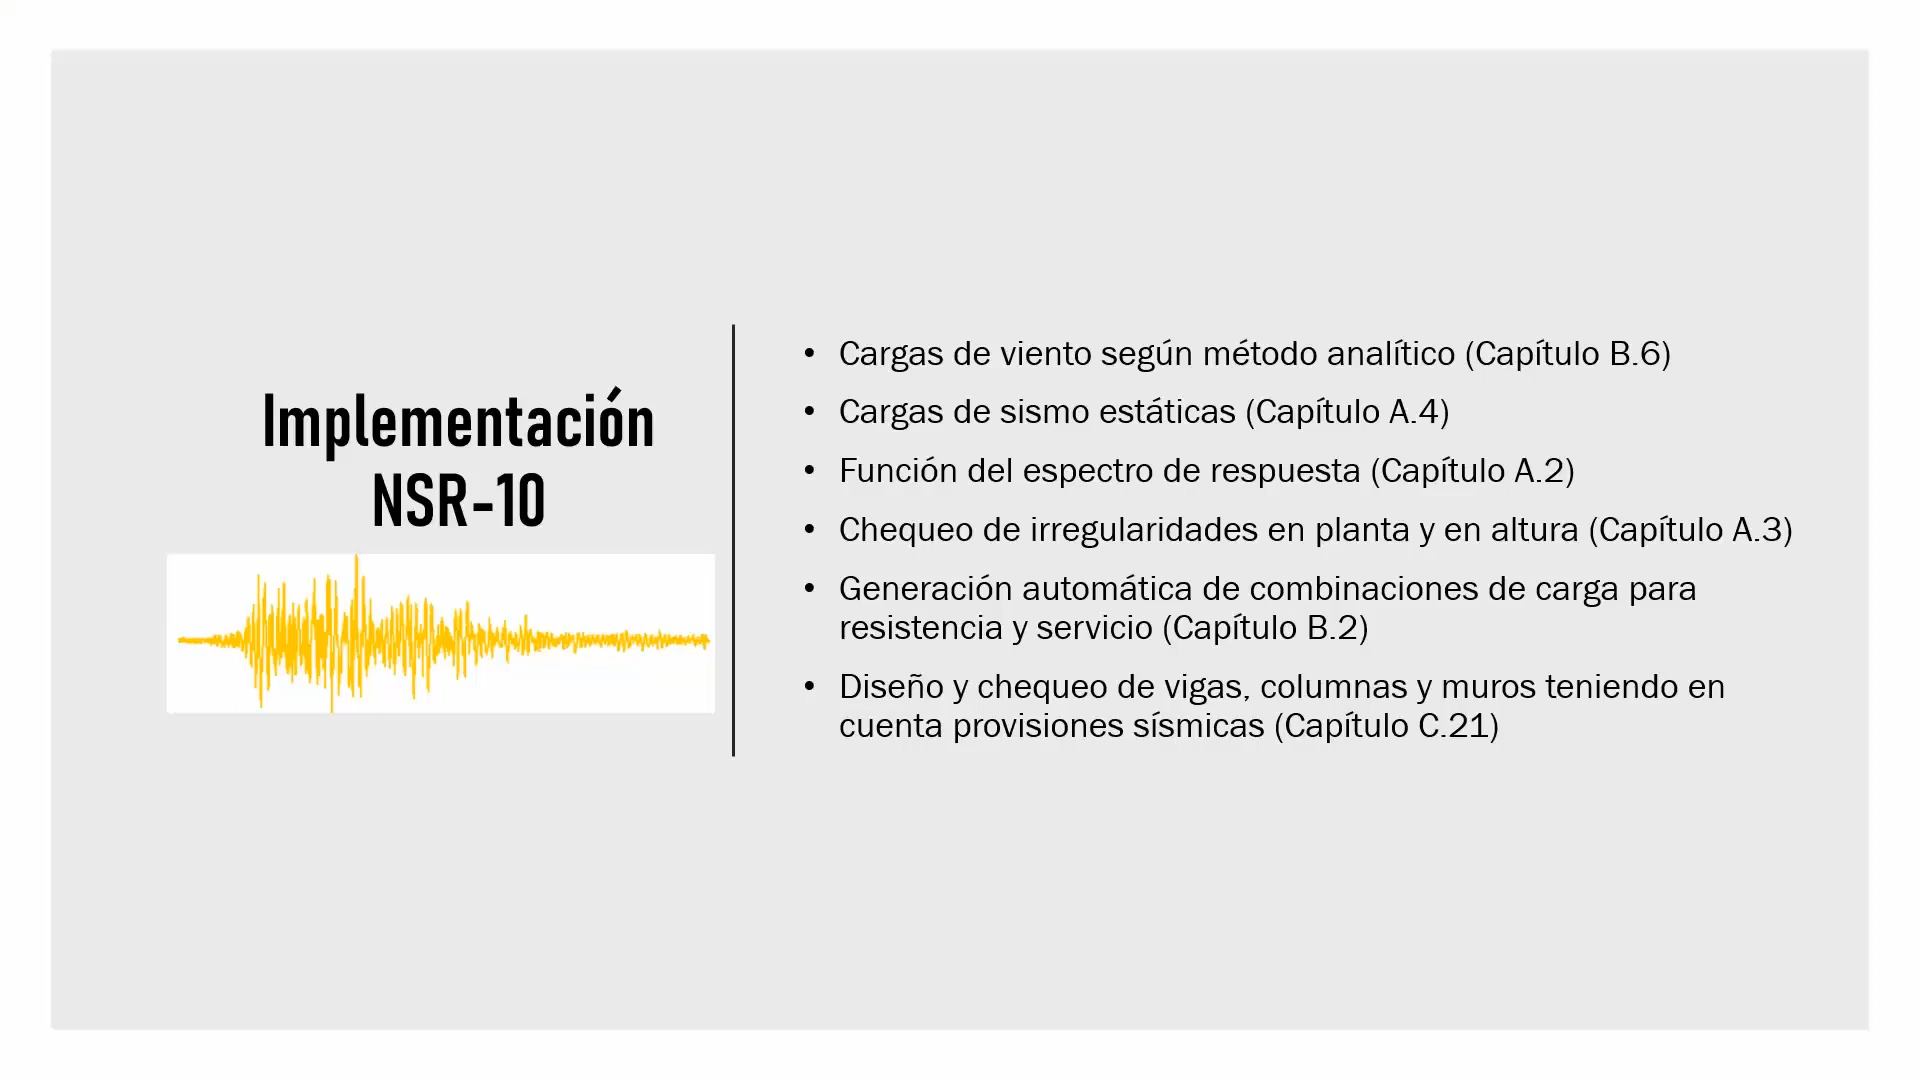 Implementación
NSR-10
• Cargas de viento según método analítico (Capítulo B.6)
• Cargas de sismo estáticas (Capítulo A.4)
• Función del espectro de respuesta (Capítulo A.2)
• Chequeo de irregularidades en planta y en altura (Capítulo A.3)
• Generación automática de combinaciones de carga para
resistencia y servicio (Capítulo B.2)
• Diseño y chequeo de vigas, columnas y muros teniendo en
cuenta provisiones sísmicas (Capítulo C.21)